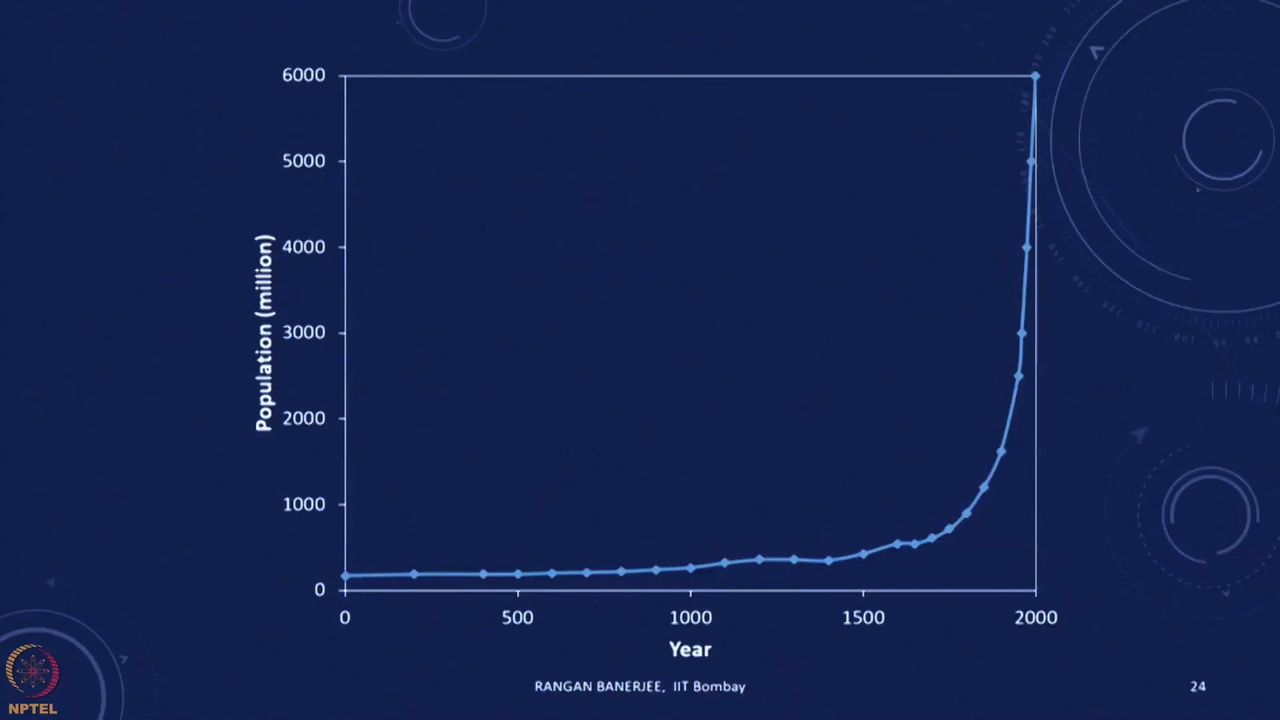 6000
5000
4000
3000
2000
1000
0
Population (million)
0 500 1000 1500 2000
Year
RANGAN BANERJEE, IIT Bombay
24
NPTEL